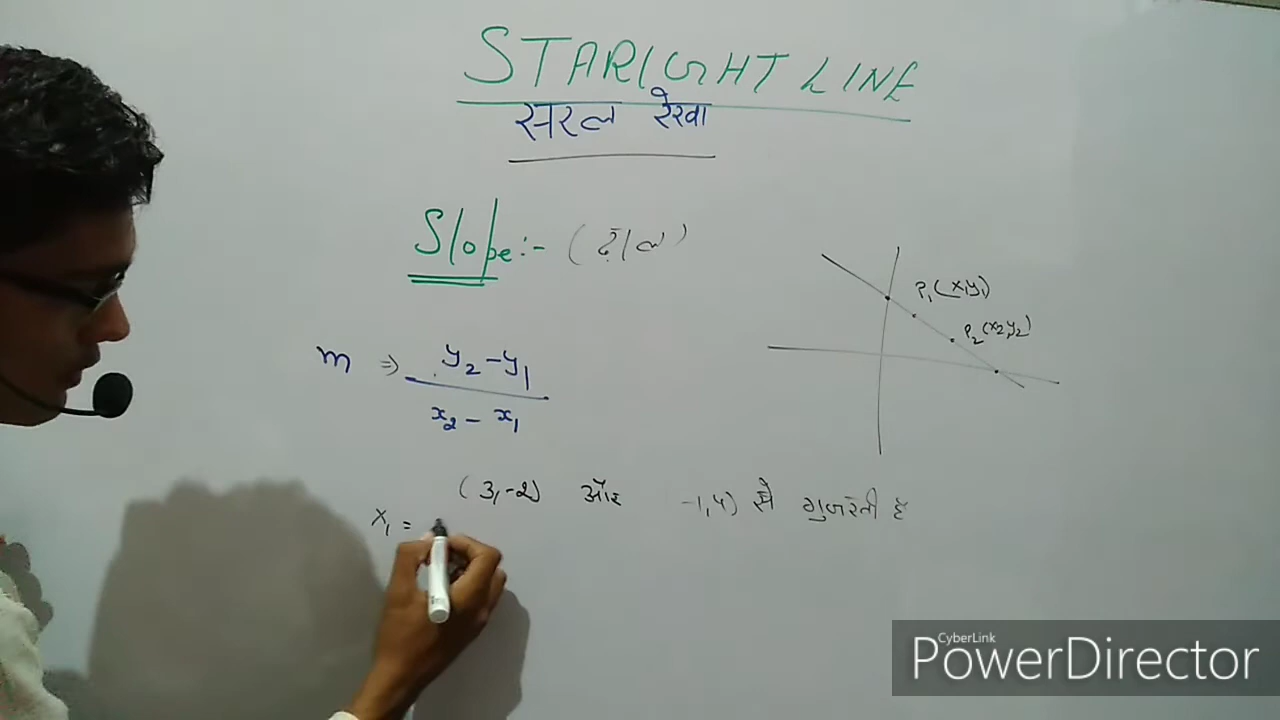 STARIGHT LINE
सरल रेखा
Slope:- (ढ़ाल)
P₁(x₁y₁)
P₂(x₂y₂)
m ⇒ y₂-y₁
x₂- x₁
(3,-2) और -1,4) से गुजरती है
x₁ =
CyberLink
PowerDirector